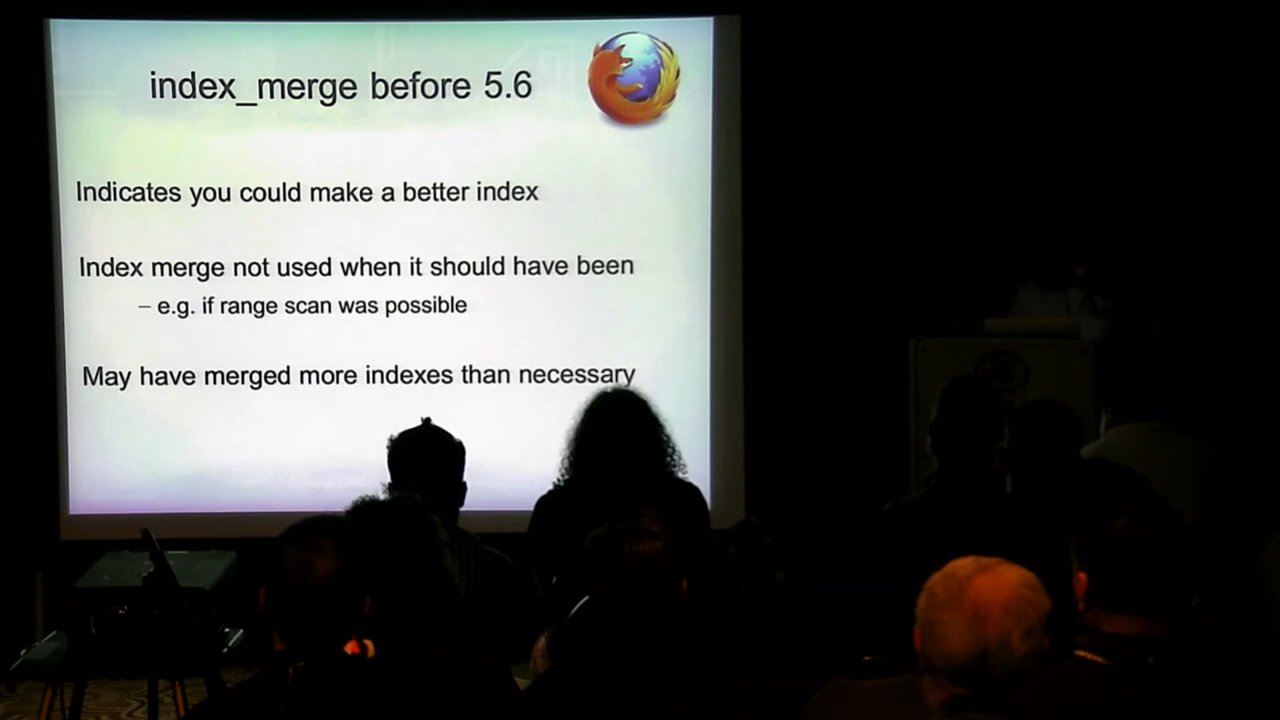 index_merge before 5.6
Indicates you could make a better index
Index merge not used when it should have been
– e.g. if range scan was possible
May have merged more indexes than necessary